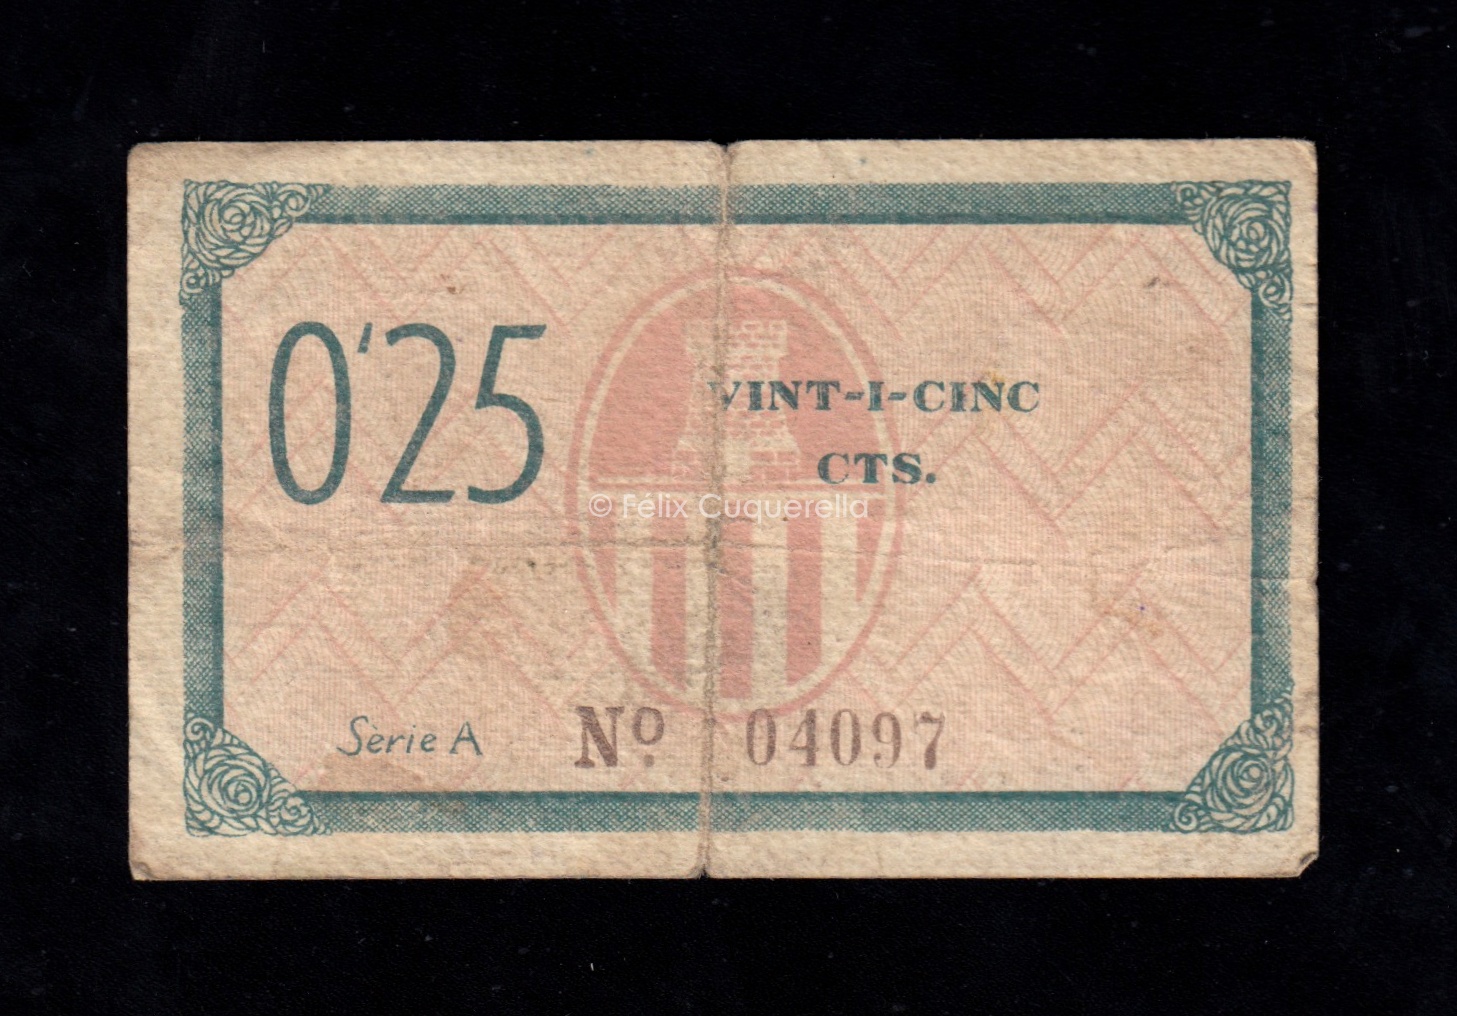 0'25
VINT-I-CINC
CTS.
© Félix Cuquerella
Serie A
Nº 04097